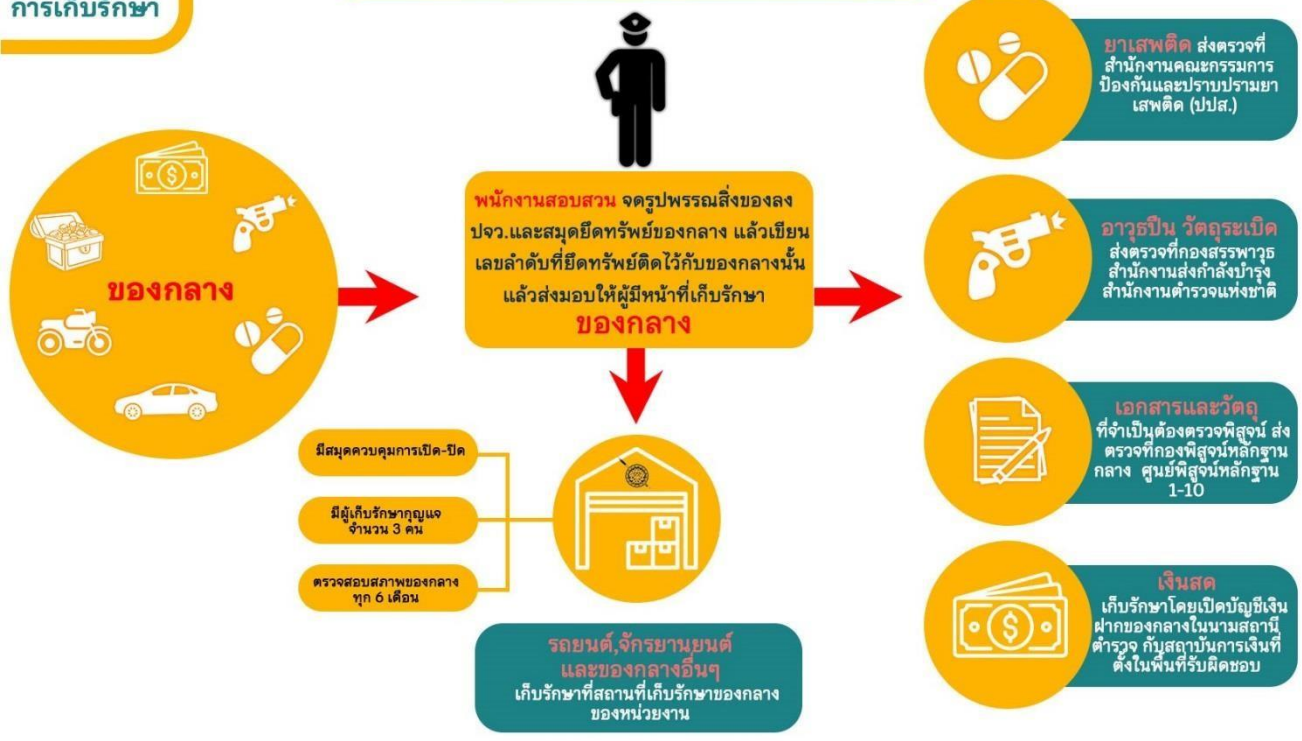 การเก็บรักษา
ของกลาง
พนักงานสอบสวน จดรูปพรรณสิ่งของลง
ปจว.และสมุดยึดทรัพย์ของกลาง แล้วเขียน
เลขลำดับที่ยึดทรัพย์ติดไว้กับของกลางนั้น
แล้วส่งมอบให้ผู้มีหน้าที่เก็บรักษา
ของกลาง
มีสมุดควบคุมการเปิด-ปิด
มีผู้เก็บรักษากุญแจ
จำนวน 3 คน
ตรวจสอบสภาพของกลาง
ทุก 6 เดือน
รถยนต์,จักรยานยนต์
และของกลางอื่นๆ
เก็บรักษาที่สถานที่เก็บรักษาของกลาง
ของหน่วยงาน
ยาเสพติด ส่งตรวจที่
สำนักงานคณะกรรมการ
ป้องกันและปราบปรามยา
เสพติด (ปปส.)
อาวุธปืน วัตถุระเบิด
ส่งตรวจที่กองสรรพาวุธ
สำนักงานส่งกำลังบำรุง
สำนักงานตำรวจแห่งชาติ
เอกสารและวัตถุ
ที่จำเป็นต้องตรวจพิสูจน์ ส่ง
ตรวจที่กองพิสูจน์หลักฐาน
กลาง ศูนย์พิสูจน์หลักฐาน
1-10
เงินสด
เก็บรักษาโดยเปิดบัญชีเงิน
ฝากของกลางในนามสถานี
ตำรวจ กับสถาบันการเงินที่
ตั้งในพื้นที่รับผิดชอบ